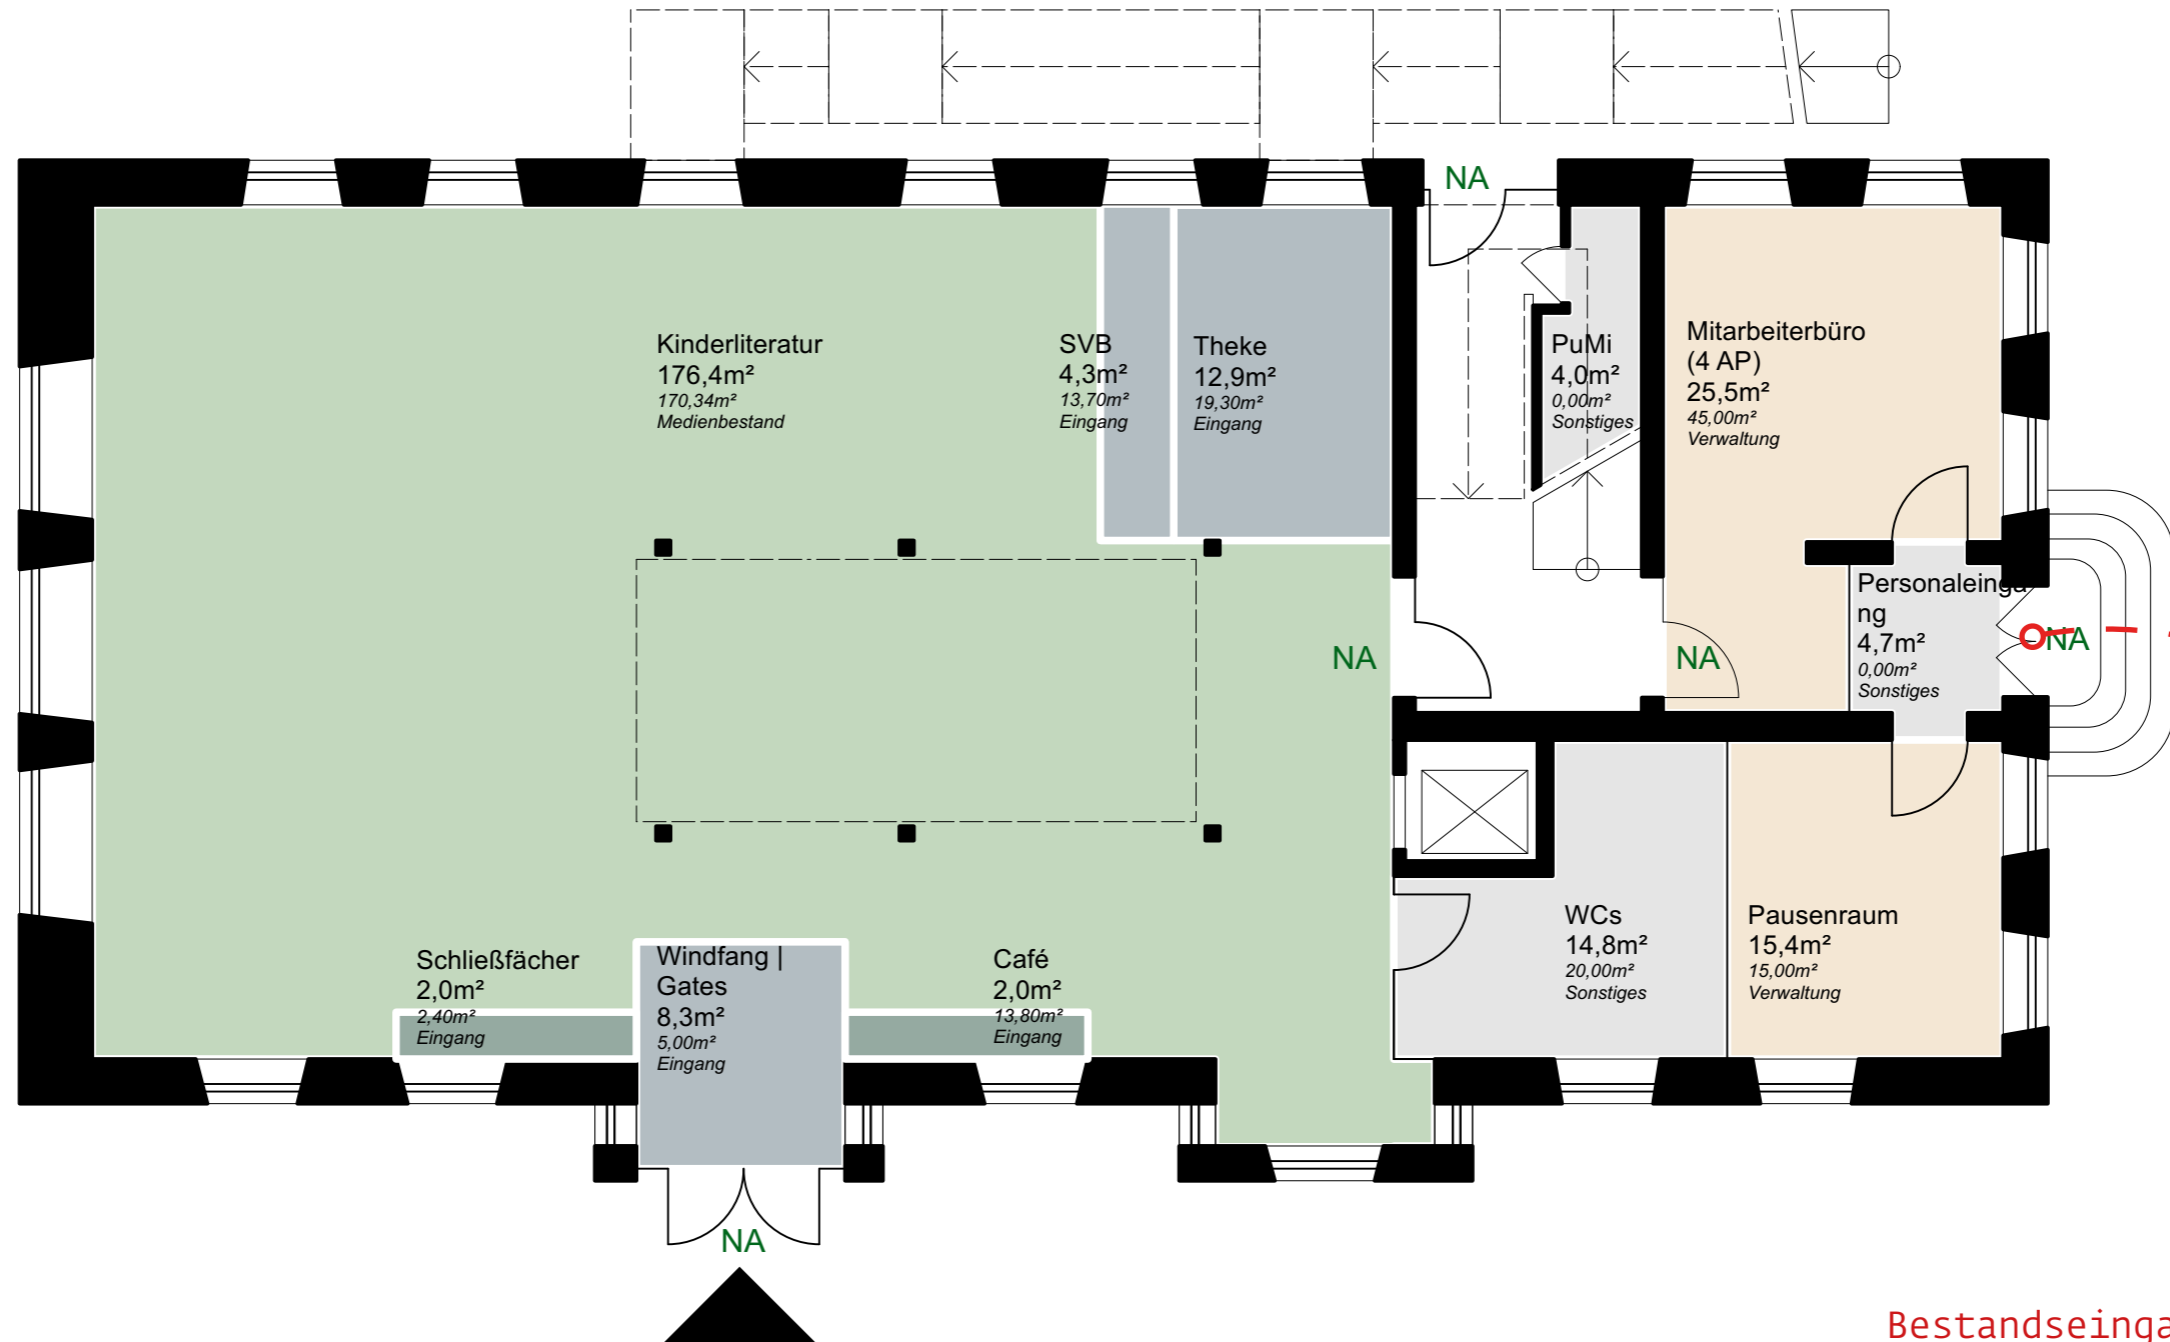 NA
Kinderliteratur
176,4m²
170,34m²
Medienbestand
SVB
4,3m²
13,70m²
Eingang
Theke
12,9m²
19,30m²
Eingang
PuMi
4,0m²
0,00m²
Sonstiges
Mitarbeiterbüro
(4 AP)
25,5m²
45,00m²
Verwaltung
Personaleinga
ng
4,7m²
0,00m²
Sonstiges
NA
NA
NA
Schließfächer
2,0m²
2,40m²
Eingang
Windfang |
Gates
8,3m²
5,00m²
Eingang
Café
2,0m²
13,80m²
Eingang
WCs
14,8m²
20,00m²
Sonstiges
Pausenraum
15,4m²
15,00m²
Verwaltung
NA
Bestandseinga